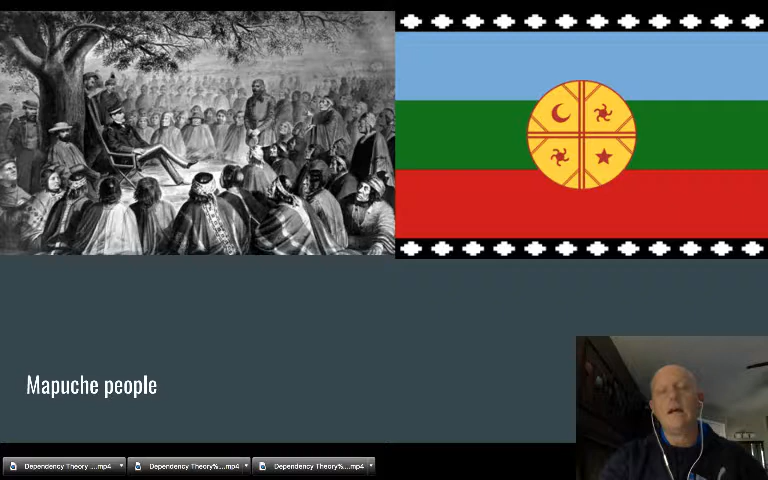 Mapuche people
Dependency Theory ....mp4
Dependency Theory%....mp4
Dependency Theory%....mp4